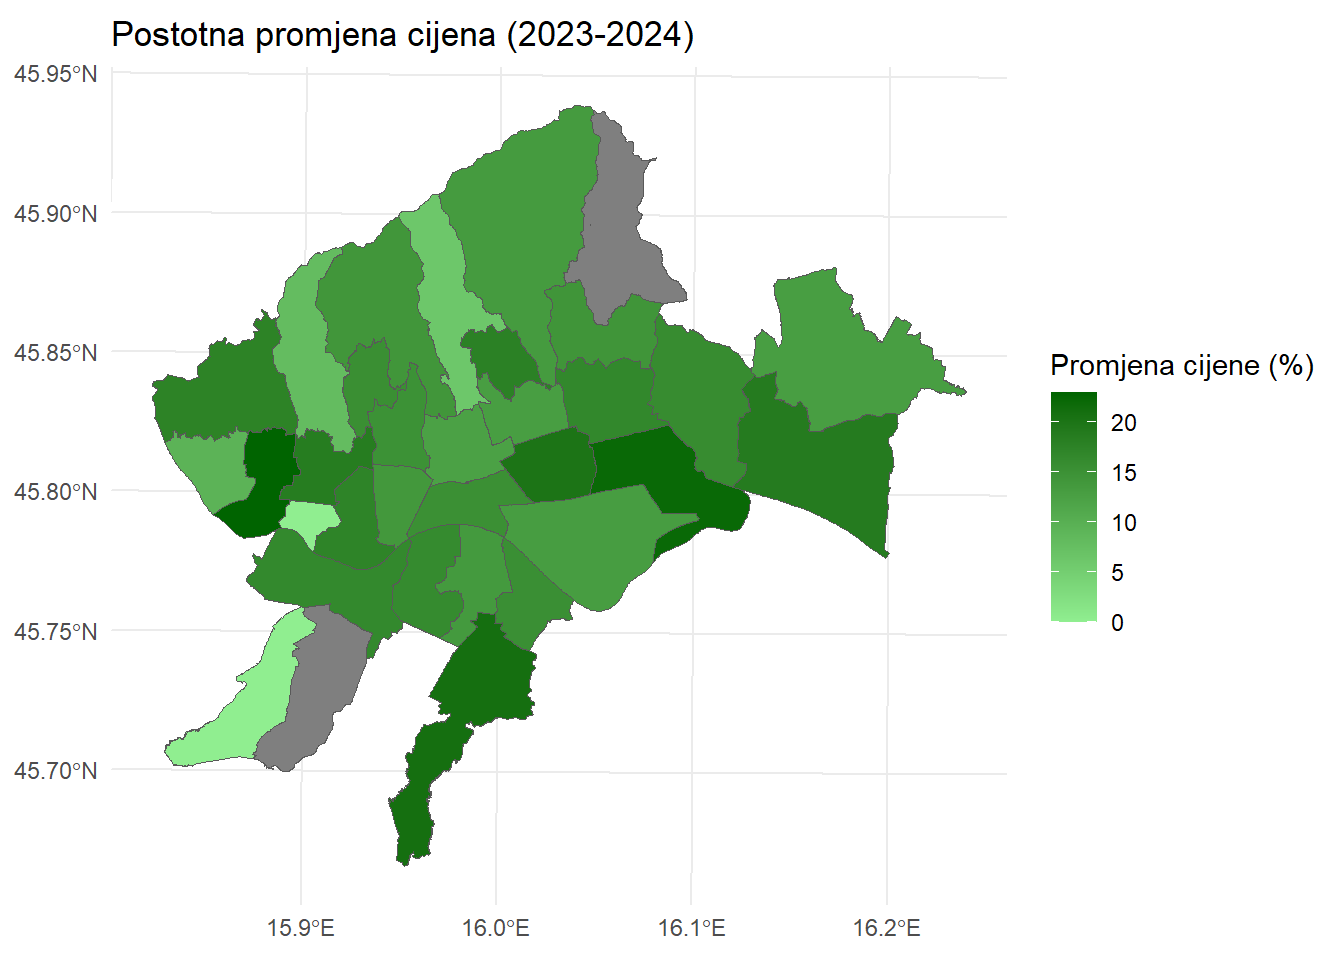 Postotna promjena cijena (2023-2024)
45.95°N
45.90°N
45.85°N
45.80°N
45.75°N
45.70°N
15.9°E
16.0°E
16.1°E
16.2°E
Promjena cijene (%)
20
15
10
5
0